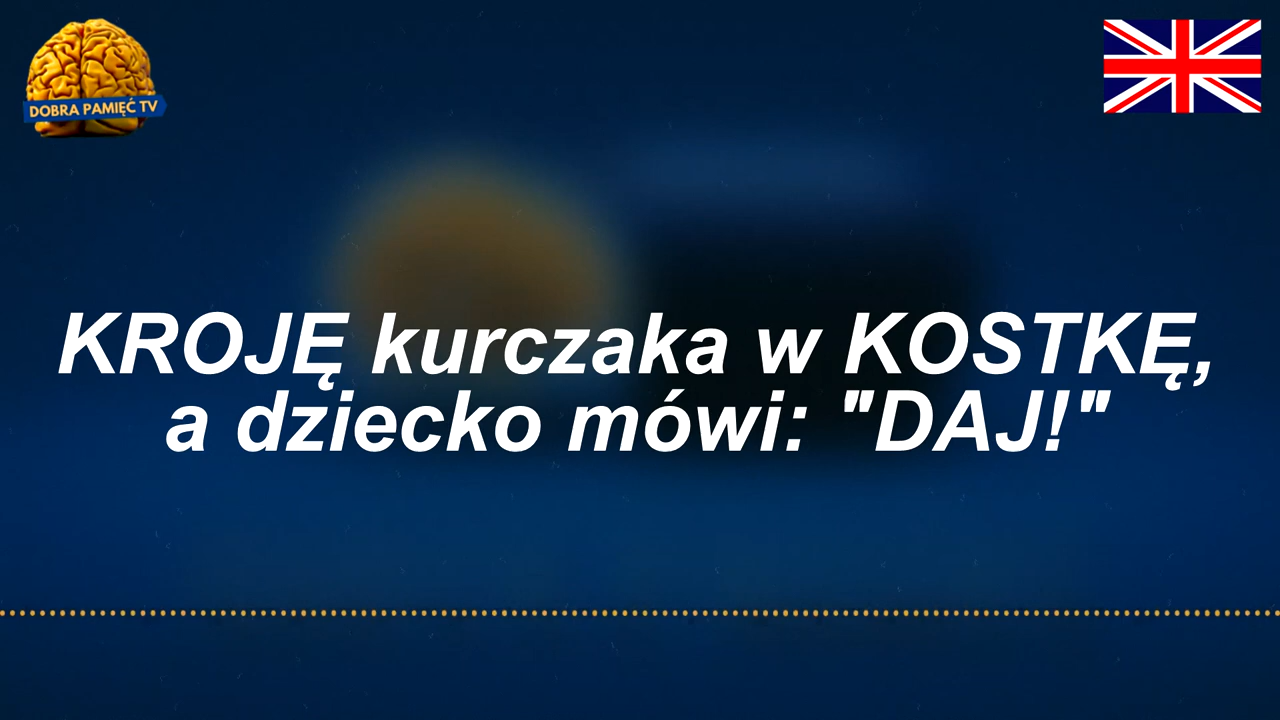 DOBRA PAMIĘĆ TV
KROJĘ kurczaka w KOSTKĘ,
a dziecko mówi: "DAJ!"